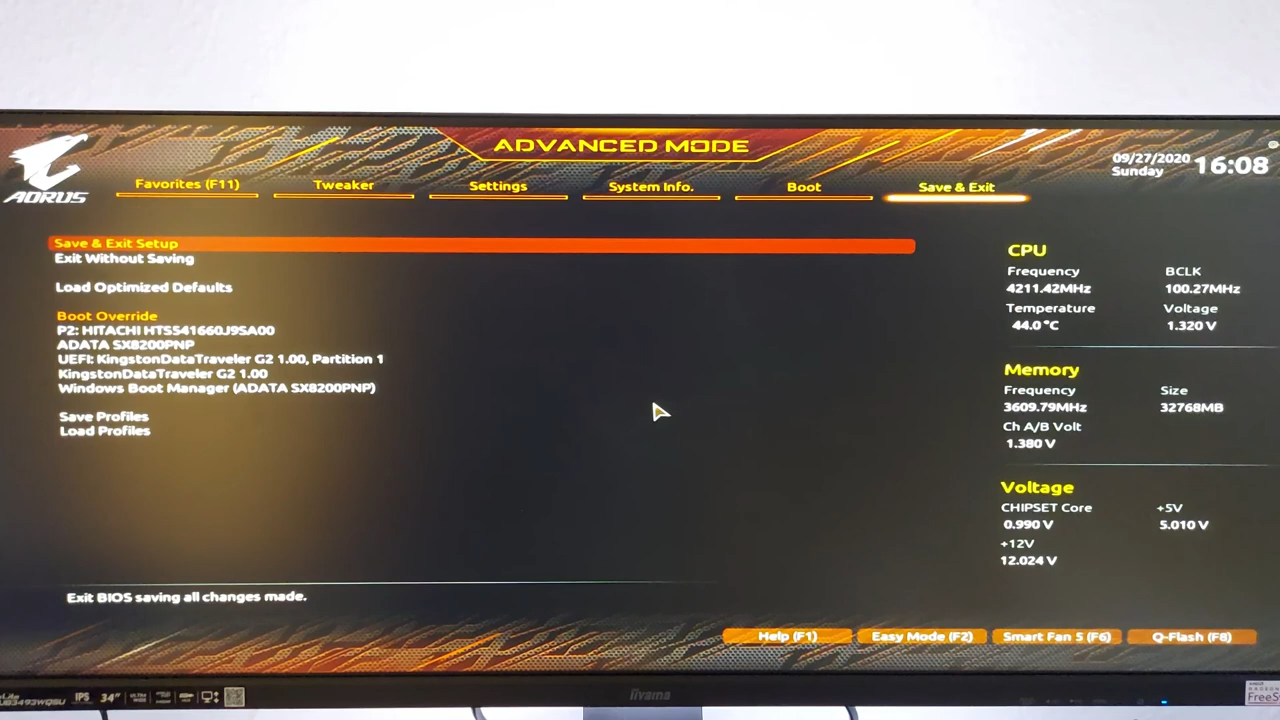 ADVANCED MODE
AORUS
09/27/2020
Sunday
16:08
Favorites (F11)
Tweaker
Settings
System Info.
Boot
Save & Exit
Save & Exit Setup
Exit Without Saving
Load Optimized Defaults
Boot Override
P2: HITACHI HTS541660J9SA00
ADATA SX8200PNP
UEFI: KingstonDataTraveler G2 1.00, Partition 1
KingstonDataTraveler G2 1.00
Windows Boot Manager (ADATA SX8200PNP)
Save Profiles
Load Profiles
CPU
Frequency BCLK
4211.42MHz 100.27MHz
Temperature Voltage
44.0 °C 1.320 V
Memory
Frequency Size
3609.79MHz 32768MB
Ch A/B Volt
1.380 V
Voltage
CHIPSET Core +5V
0.990 V 5.010 V
+12V
12.024 V
Exit BIOS saving all changes made.
Help (F1)
Easy Mode (F2)
Smart Fan 5 (F6)
Q-Flash (F8)
IPS
34"
iiyama
FreeS